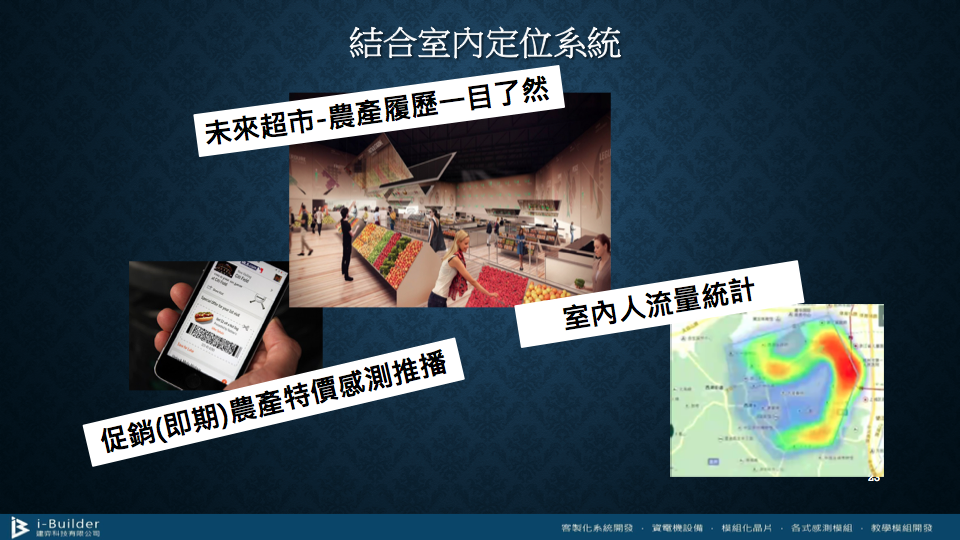 結合室內定位系統
未來超市-農產履歷一目了然
室內人流量統計
促銷(即期)農產特價感測推播
23
i-Builder
建弈科技有限公司
客製化系統開發 · 資電機設備 · 模組化晶片 · 各式感測模組 · 教學模組開發